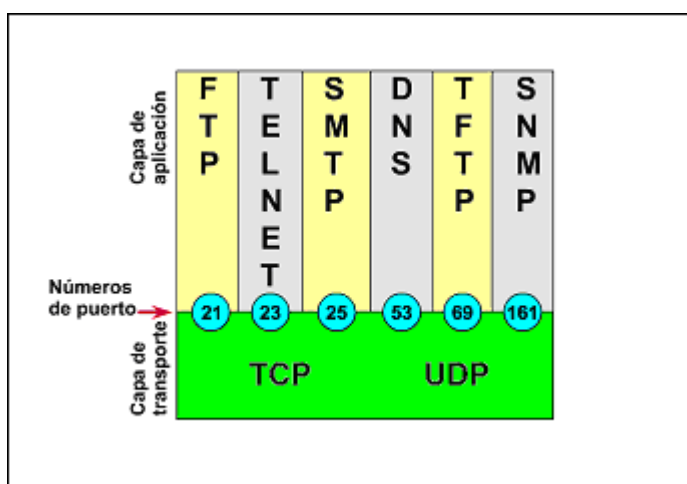 Capa de
aplicación
FTP
TELNET
SMTP
DNS
TFTP
SNMP
Números
de puerto
21
23
25
53
69
161
Capa de
transporte
TCP
UDP